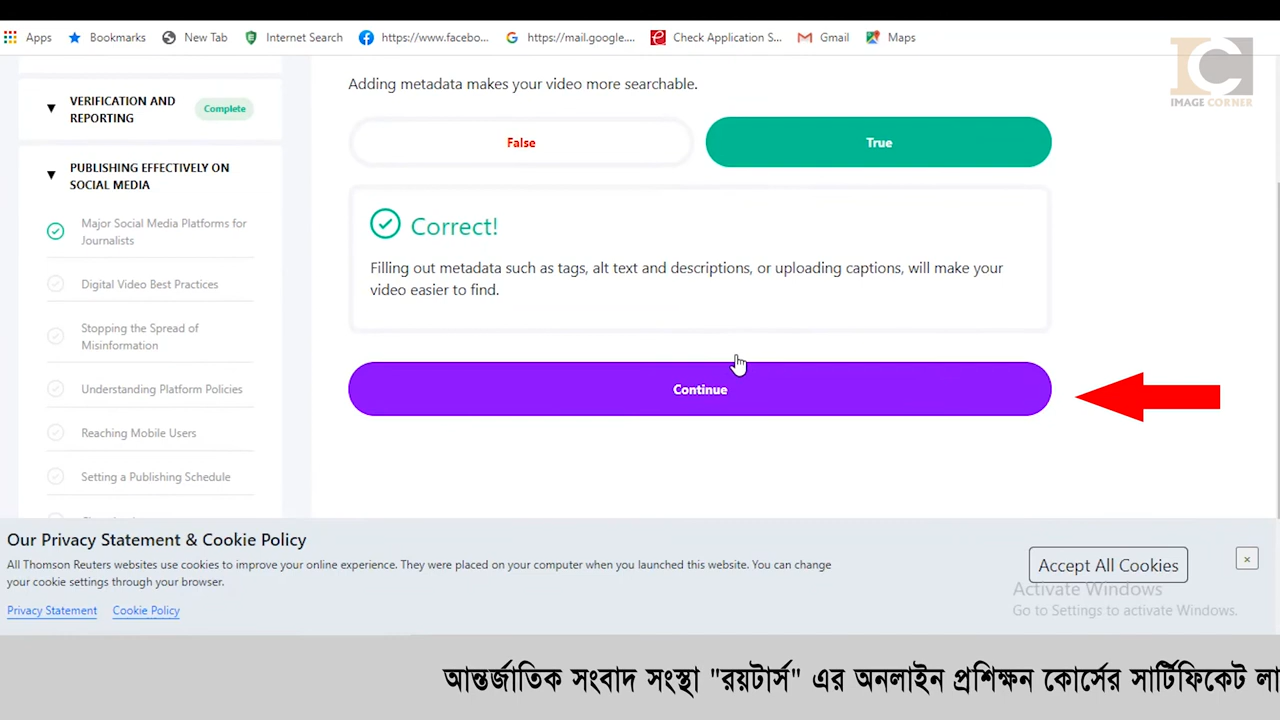 Apps Bookmarks New Tab Internet Search https://www.facebo... https://mail.google.... Check Application S... Gmail Maps
IMAGE CORNER
Adding metadata makes your video more searchable.
VERIFICATION AND
REPORTING
Complete
False
True
PUBLISHING EFFECTIVELY ON
SOCIAL MEDIA
Major Social Media Platforms for
Journalists
Digital Video Best Practices
Stopping the Spread of
Misinformation
Understanding Platform Policies
Reaching Mobile Users
Setting a Publishing Schedule
Correct!
Filling out metadata such as tags, alt text and descriptions, or uploading captions, will make your
video easier to find.
Continue
Our Privacy Statement & Cookie Policy
All Thomson Reuters websites use cookies to improve your online experience. They were placed on your computer when you launched this website. You can change
your cookie settings through your browser.
Privacy Statement Cookie Policy
Accept All Cookies
×
Activate Windows
Go to Settings to activate Windows.
আন্তর্জাতিক সংবাদ সংস্থা "রয়টার্স" এর অনলাইন প্রশিক্ষন কোর্সের সার্টিফিকেট লা